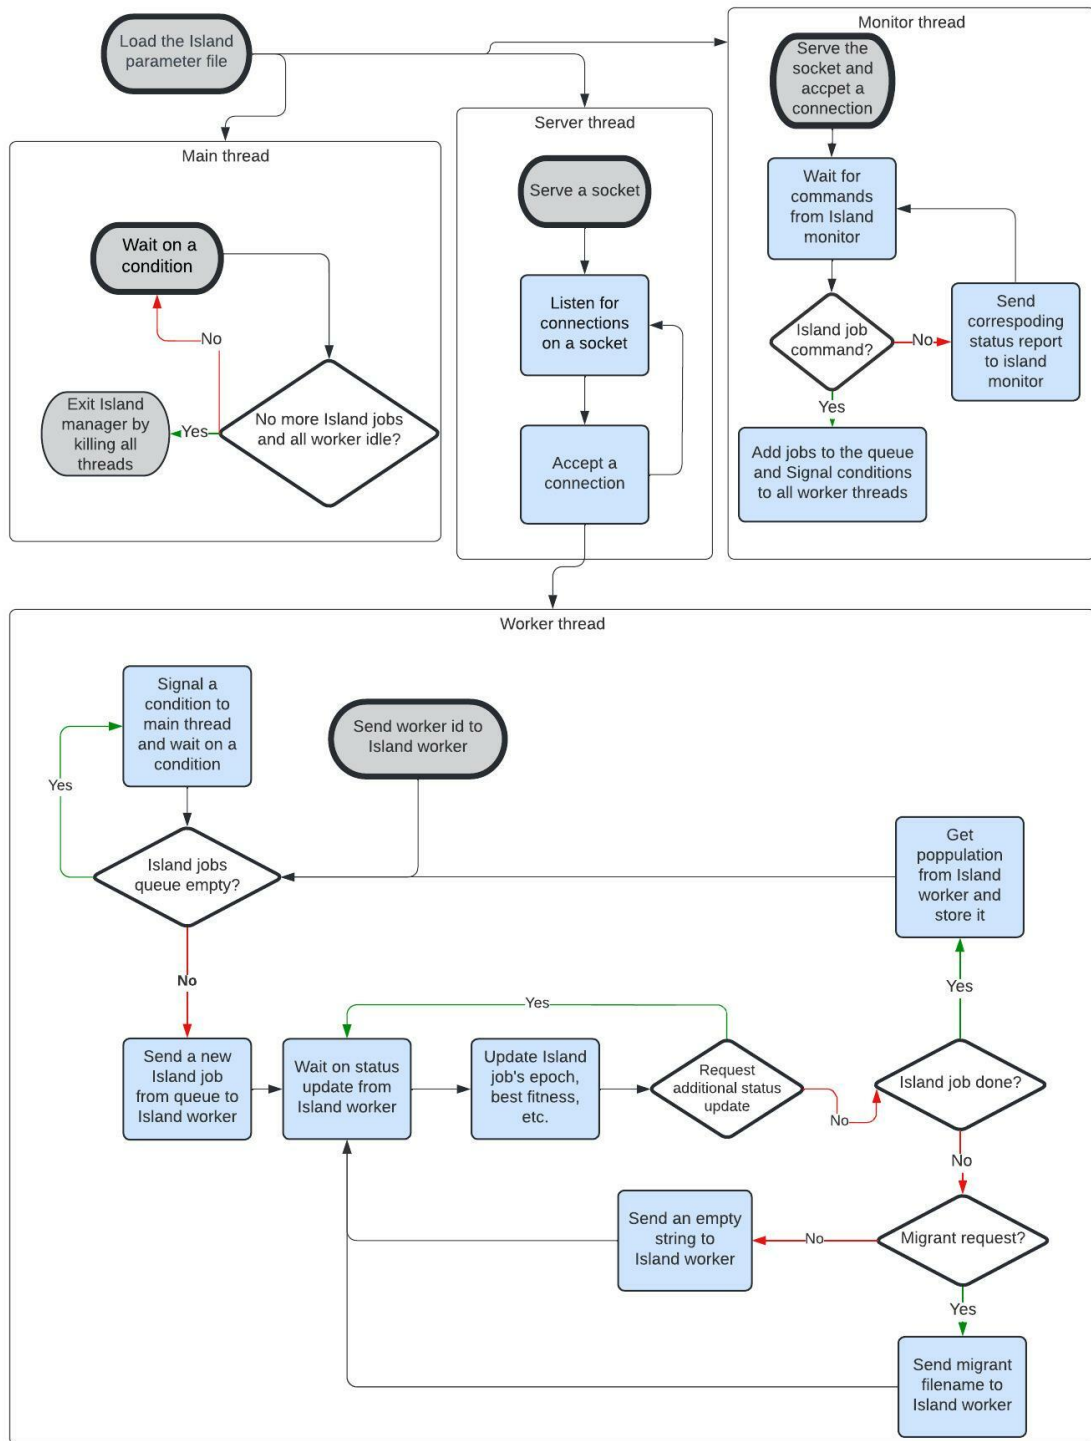 Load the Island
parameter file
Monitor thread
Serve the
socket and
accpet a
connection
Wait for
commands
from Island
monitor
Island job
command?
No
Send
correspoding
status report
to island
monitor
Yes
Add jobs to the queue
and Signal conditions
to all worker threads
Server thread
Serve a socket
Listen for
connections
on a socket
Accept a
connection
Main thread
Wait on a
condition
No
No more Island jobs
and all worker idle?
Yes
Exit Island
manager by
killing all
threads
Worker thread
Signal a
condition to
main thread
and wait on a
condition
Send worker id to
Island worker
Yes
Island jobs
queue empty?
No
Get
poppulation
from Island
worker and
store it
Yes
Yes
Send a new
Island job
from queue to
Island worker
Wait on status
update from
Island worker
Update Island
job's epoch,
best fitness,
etc.
Request
additional status
update
No
Island job done?
No
Send an empty
string to
Island worker
No
Migrant request?
Yes
Send migrant
filename to
Island worker